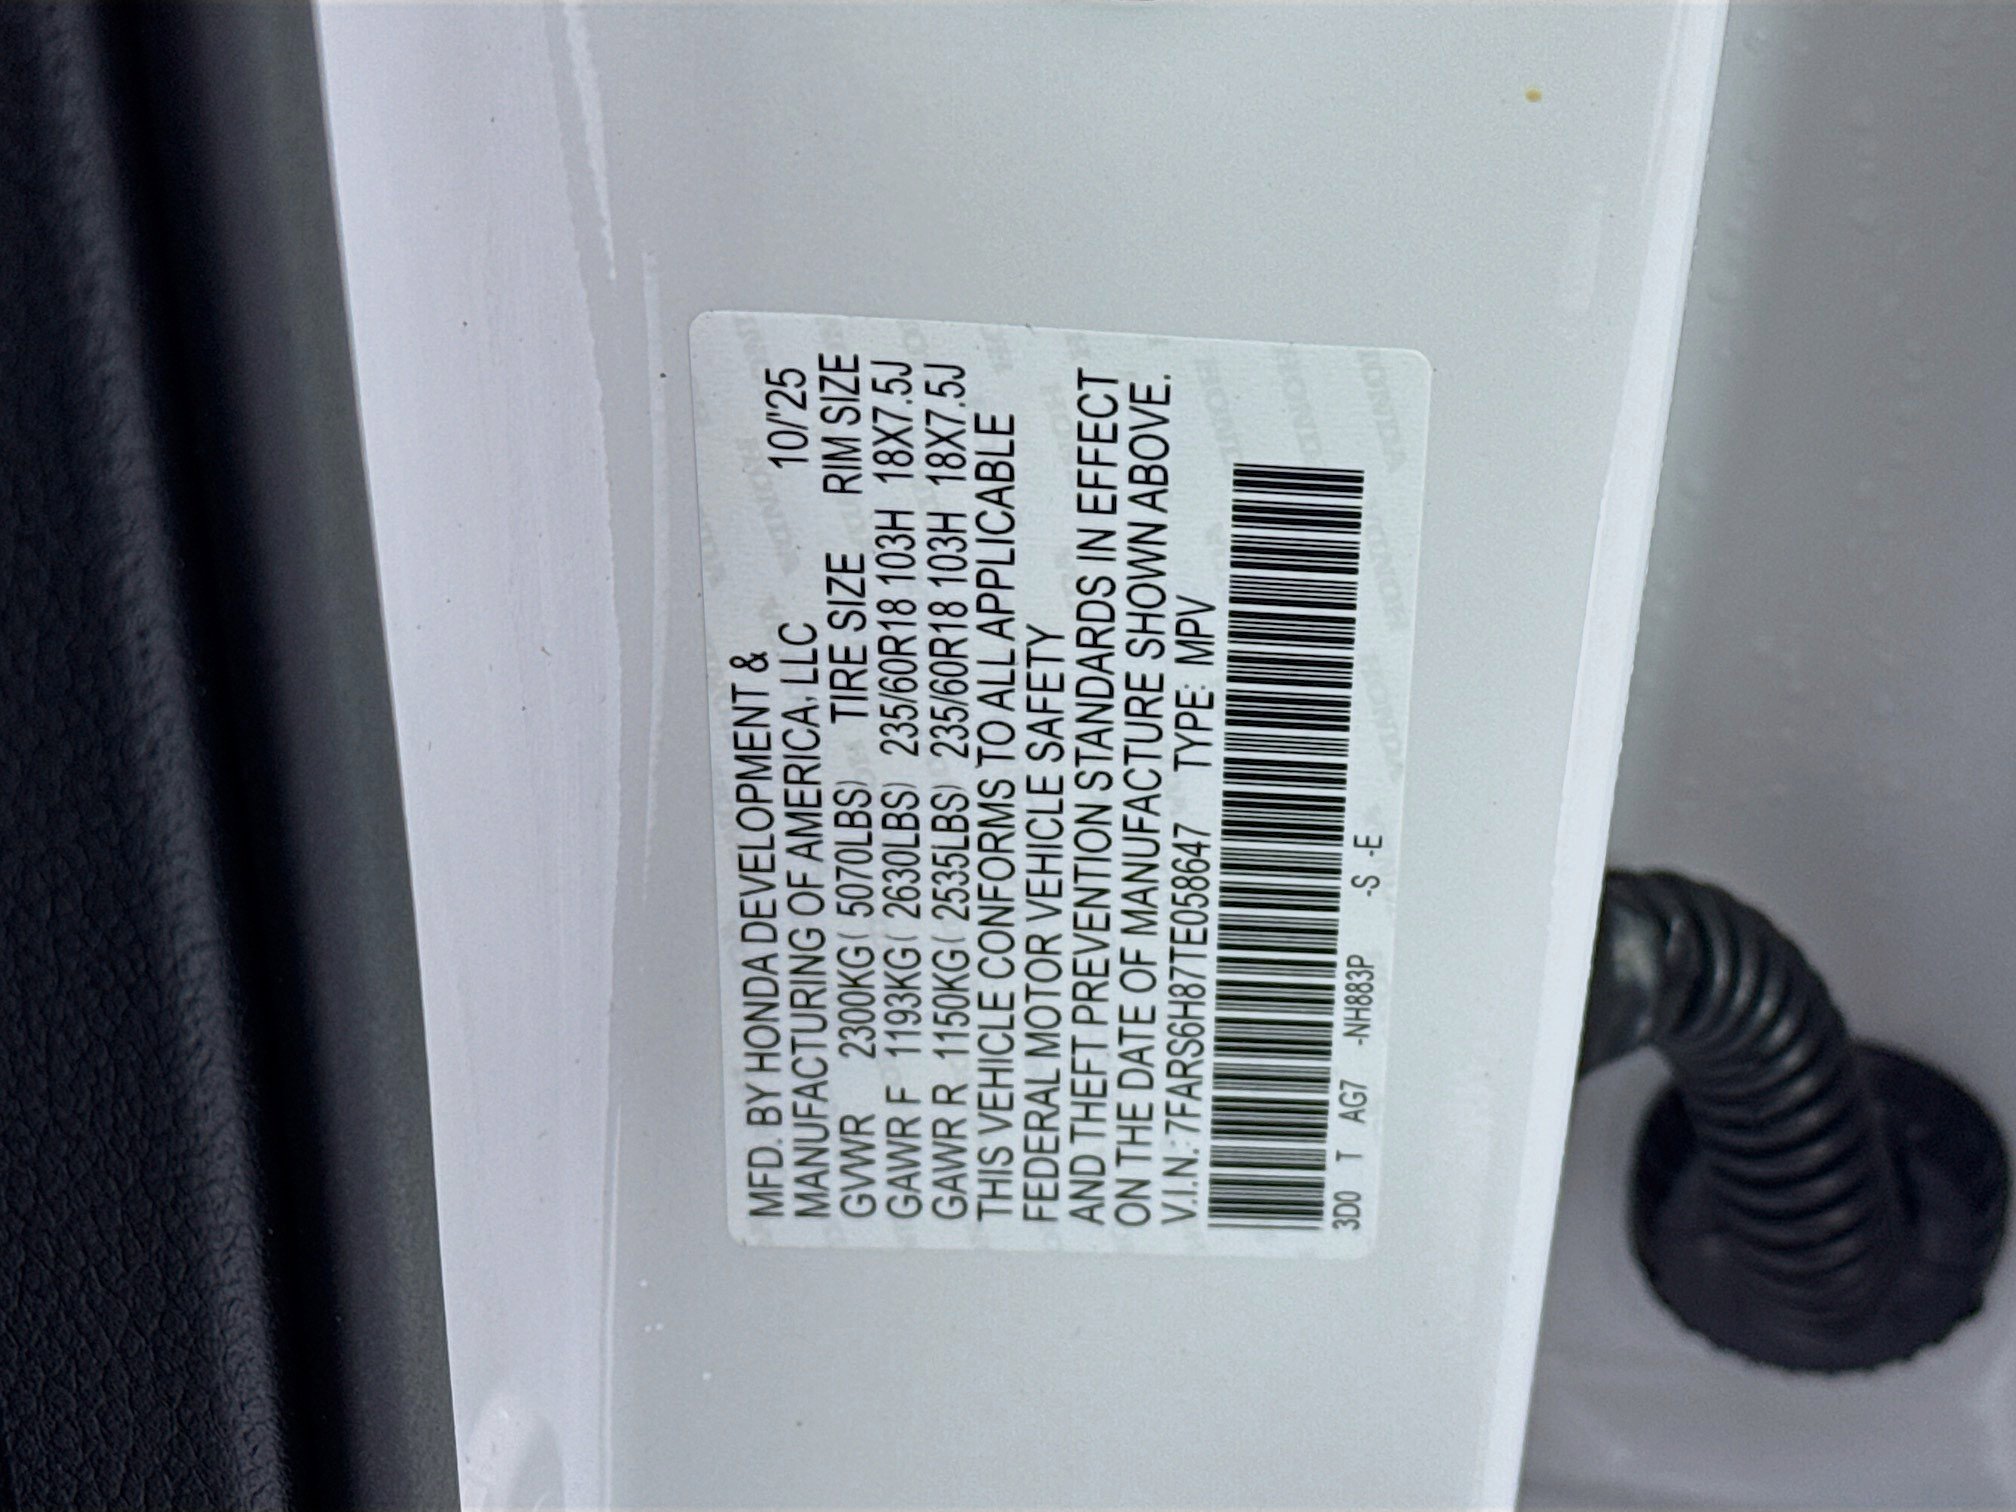 MFD. BY HONDA DEVELOPMENT &
MANUFACTURING OF AMERICA, LLC 10/'25
GVWR 2300KG( 5070LBS) TIRE SIZE RIM SIZE
GAWR F 1193KG( 2630LBS) 235/60R18 103H 18X7.5J
GAWR R 1150KG( 2535LBS) 235/60R18 103H 18X7.5J
THIS VEHICLE CONFORMS TO ALL APPLICABLE
FEDERAL MOTOR VEHICLE SAFETY
AND THEFT PREVENTION STANDARDS IN EFFECT
ON THE DATE OF MANUFACTURE SHOWN ABOVE.
V.I.N.: 7FARS6H87TE058647 TYPE: MPV
3D0 T AG7 -NH883P -S -E